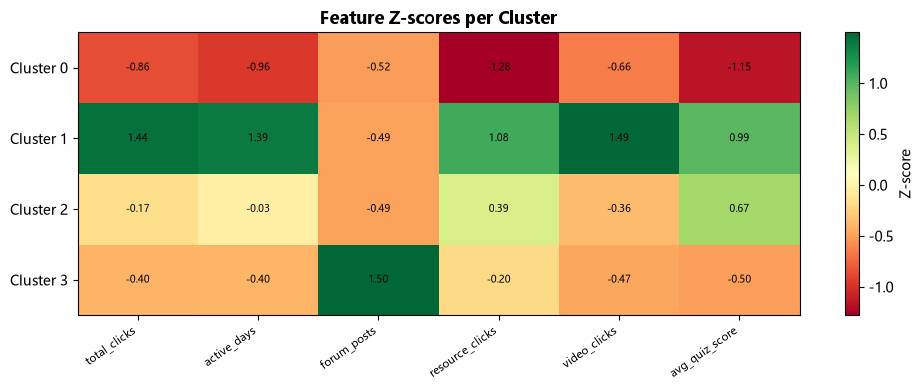 Feature Z-scores per Cluster
Cluster 0 -0.86 -0.96 -0.52 -1.28 -0.66 -1.15
Cluster 1 1.44 1.39 -0.49 1.08 1.49 0.99
Cluster 2 -0.17 -0.03 -0.49 0.39 -0.36 0.67
Cluster 3 -0.40 -0.40 1.50 -0.20 -0.47 -0.50
total_clicks active_days forum_posts resource_clicks video_clicks avg_quiz_score
1.0
0.5
0.0
-0.5
-1.0
Z-score